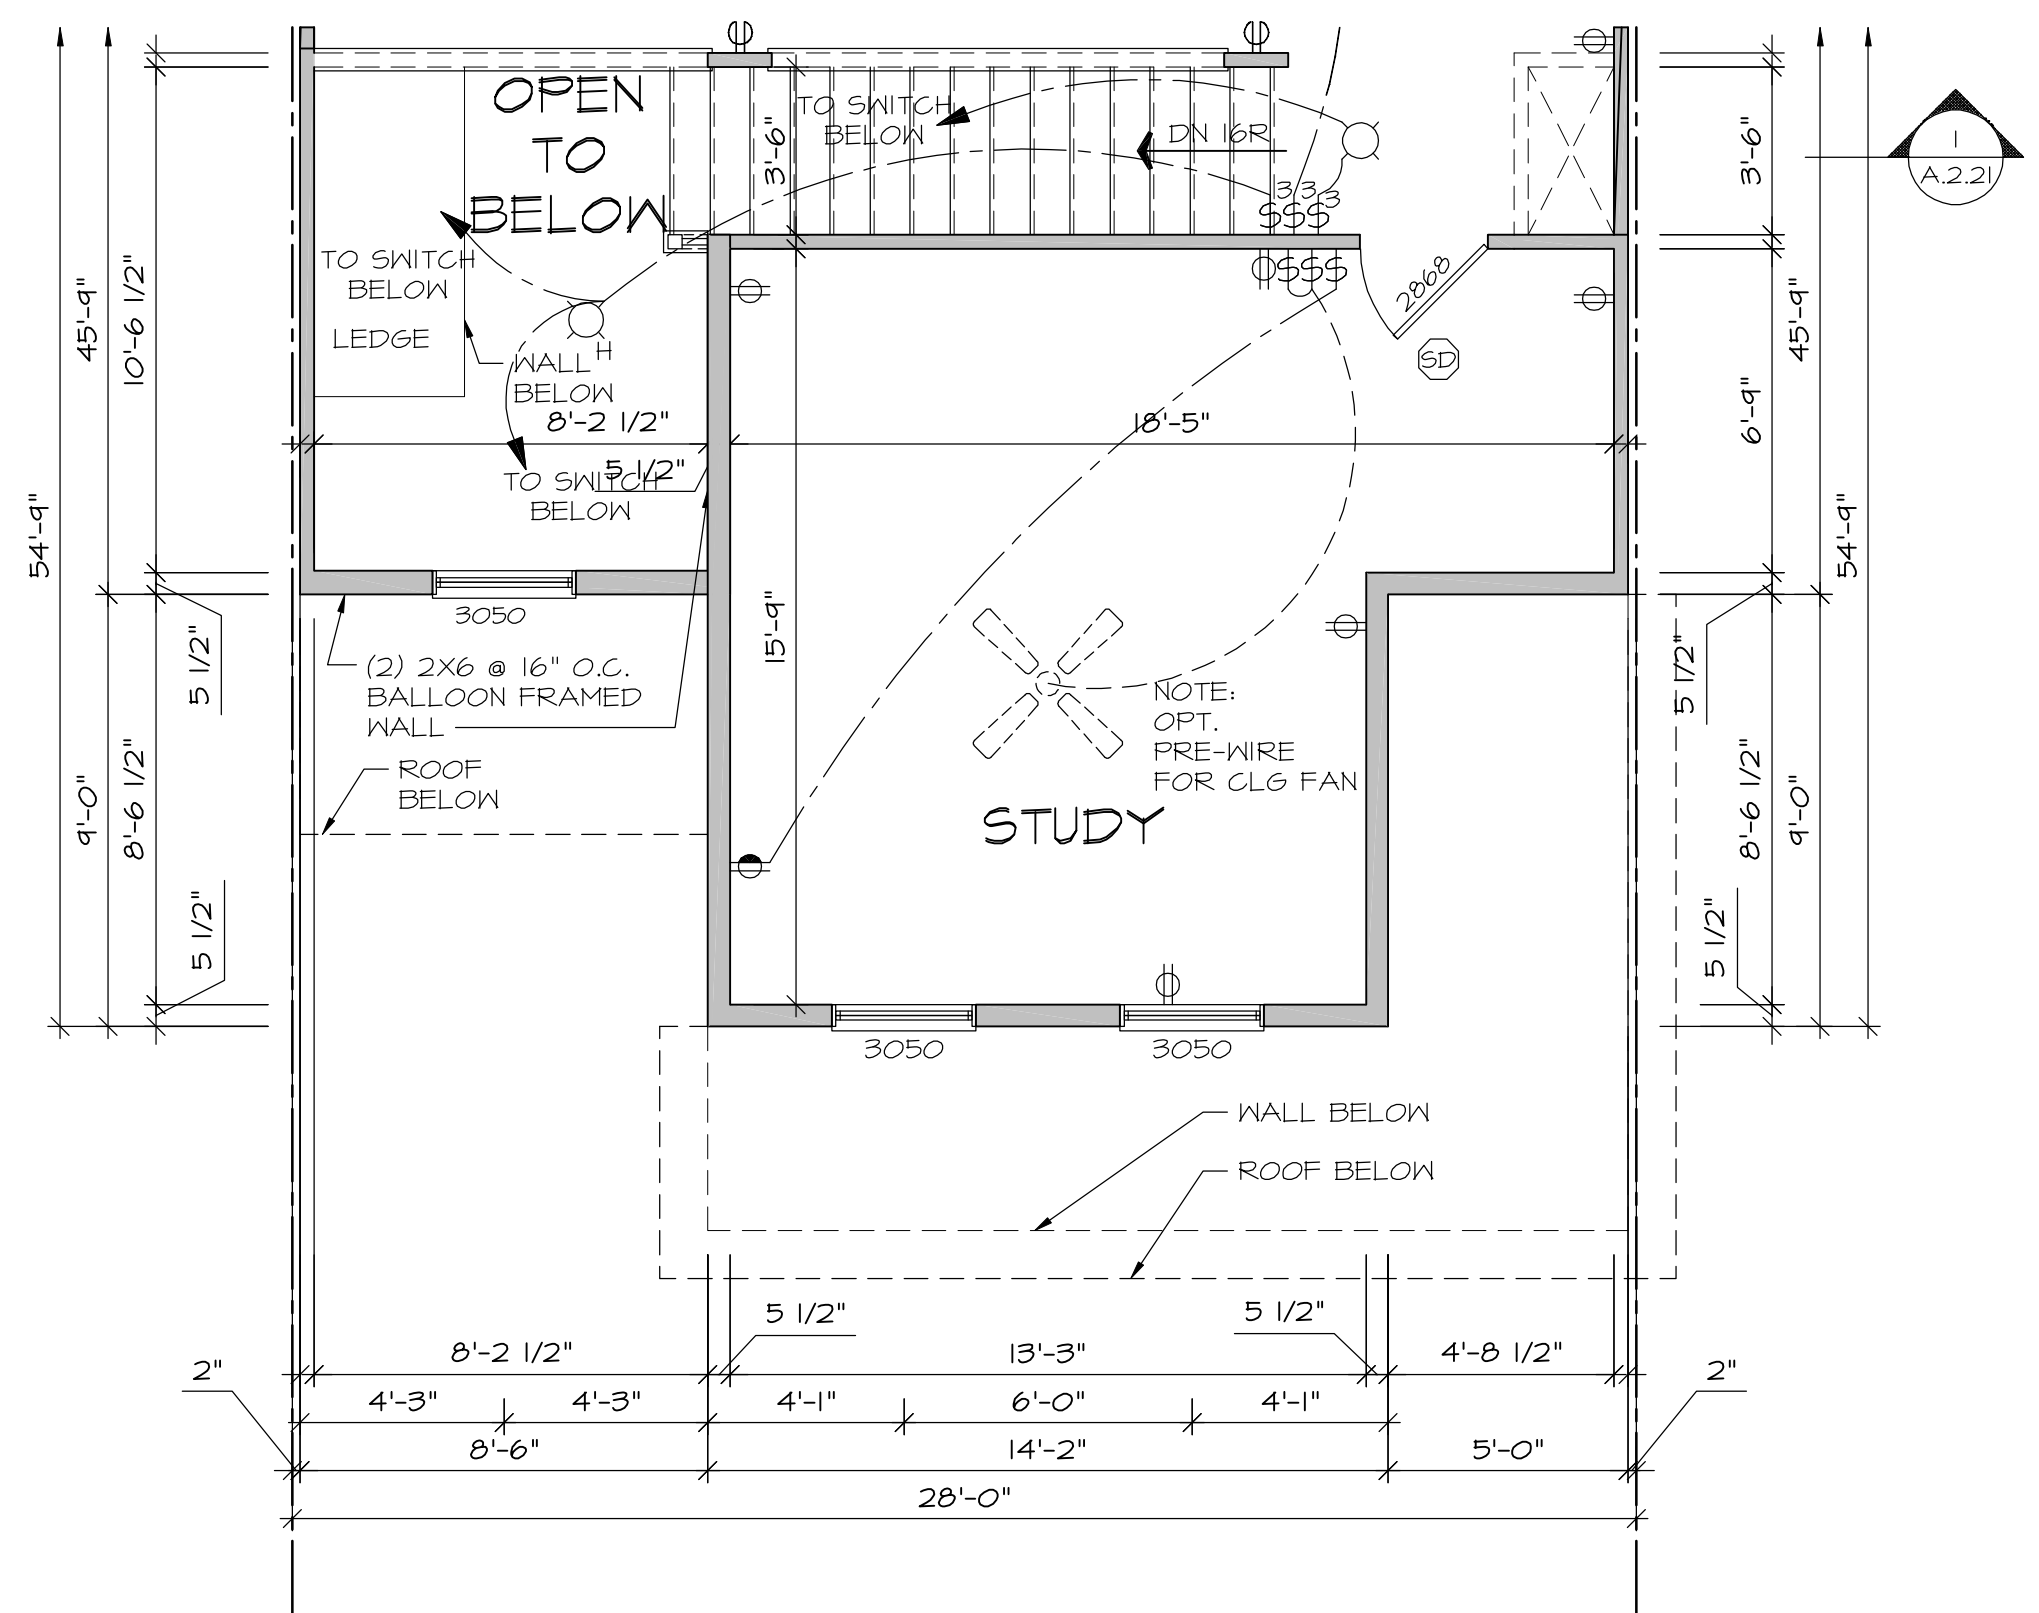 OPEN
TO
BELOW
TO SWITCH
BELOW
DN 16R
3'-6"
3 3 3
$ $ $
$ $ $
1
A.2.21
3'-6"
TO SWITCH
BELOW
LEDGE
H
WALL
BELOW
2868
SD
45'-9"
10'-6 1/2"
8'-2 1/2"
18'-5"
6'-9"
45'-9"
5 1/2"
TO SWITCH
BELOW
54'-9"
54'-9"
3050
15'-9"
5 1/2"
5 1/2"
(2) 2X6 @ 16" O.C.
BALLOON FRAMED
WALL
NOTE:
OPT.
PRE-WIRE
FOR CLG FAN
ROOF
BELOW
STUDY
9'-0"
8'-6 1/2"
8'-6 1/2"
9'-0"
5 1/2"
5 1/2"
3050
3050
WALL BELOW
ROOF BELOW
5 1/2"
5 1/2"
8'-2 1/2"
13'-3"
4'-8 1/2"
2"
2"
4'-3"
4'-3"
4'-1"
6'-0"
4'-1"
8'-6"
14'-2"
5'-0"
28'-0"